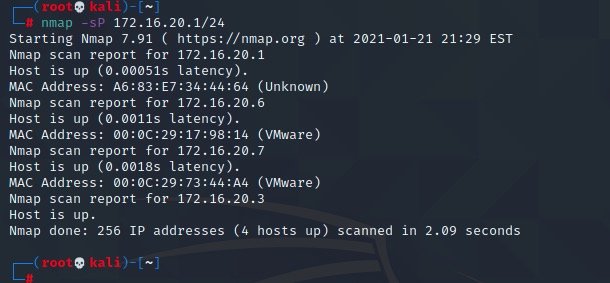 ┌──(root💀kali)-[~]
└─# nmap -sP 172.16.20.1/24
Starting Nmap 7.91 ( https://nmap.org ) at 2021-01-21 21:29 EST
Nmap scan report for 172.16.20.1
Host is up (0.00051s latency).
MAC Address: A6:83:E7:34:44:64 (Unknown)
Nmap scan report for 172.16.20.6
Host is up (0.0011s latency).
MAC Address: 00:0C:29:17:98:14 (VMware)
Nmap scan report for 172.16.20.7
Host is up (0.0018s latency).
MAC Address: 00:0C:29:73:44:A4 (VMware)
Nmap scan report for 172.16.20.3
Host is up.
Nmap done: 256 IP addresses (4 hosts up) scanned in 2.09 seconds
┌──(root💀kali)-[~]
└─#